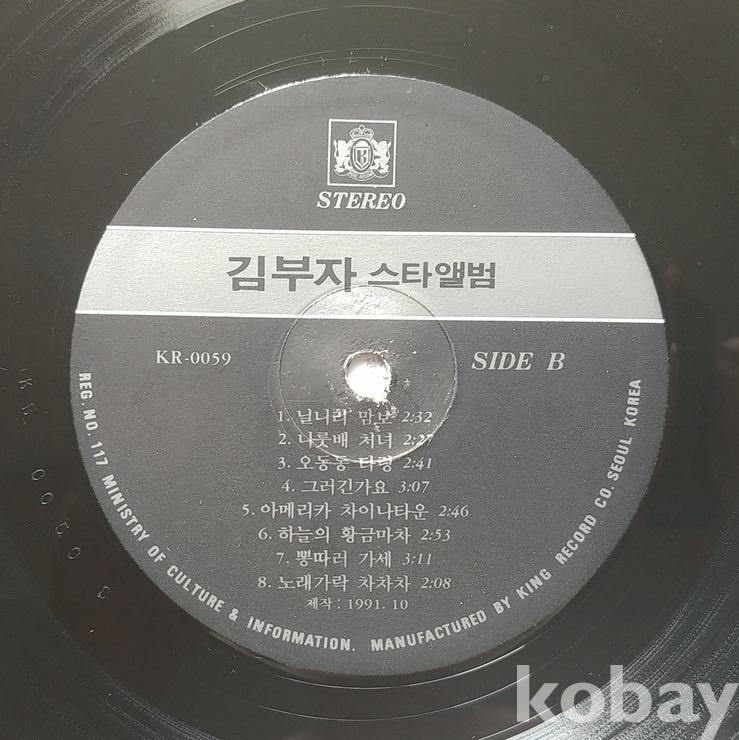 STEREO
김부자 스타앨범
KR-0059
SIDE B
1. 닐니리 맘보 2:32
2. 나룻배 처녀 2:27
3. 오동동 타령 2:41
4. 그러긴가요 3:07
5. 아메리카 차이나타운 2:46
6. 하늘의 황금마차 2:53
7. 뽕따러 가세 3:11
8. 노래가락 차차차 2:08
제작 : 1991. 10
REG. NO. 117 MINISTRY OF CULTURE & INFORMATION. MANUFACTURED BY KING RECORD CO. SEOUL KOREA
kobay